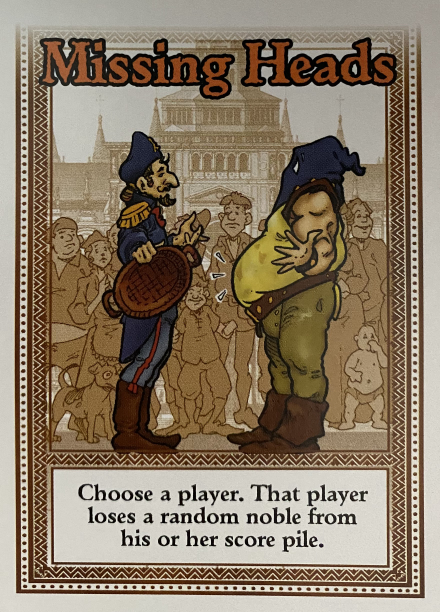 Missing Heads
Choose a player. That player
loses a random noble from
his or her score pile.